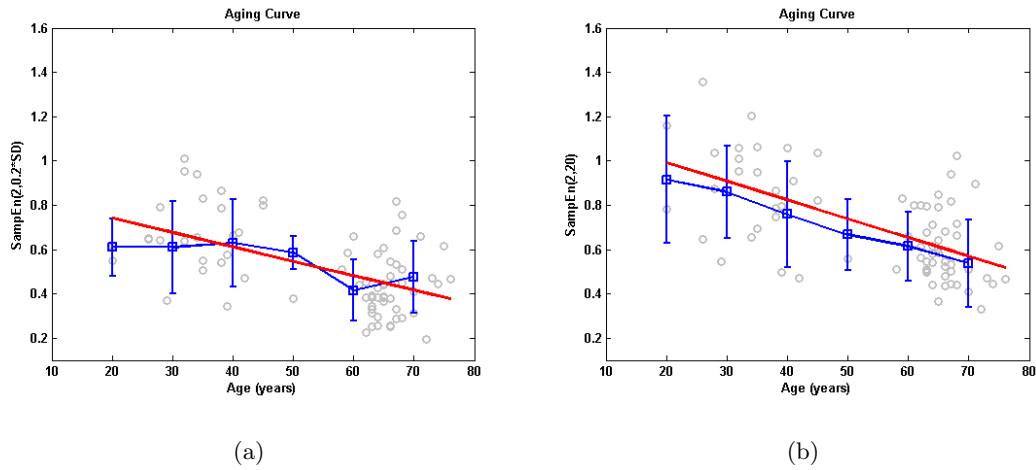 Aging Curve
1.6
1.4
1.2
1
0.8
0.6
0.4
0.2
SampEn(2,0.2*SD)
10 20 30 40 50 60 70 80
Age (years)
(a)
Aging Curve
1.6
1.4
1.2
1
0.8
0.6
0.4
0.2
SampEn(2,20)
10 20 30 40 50 60 70 80
Age (years)
(b)